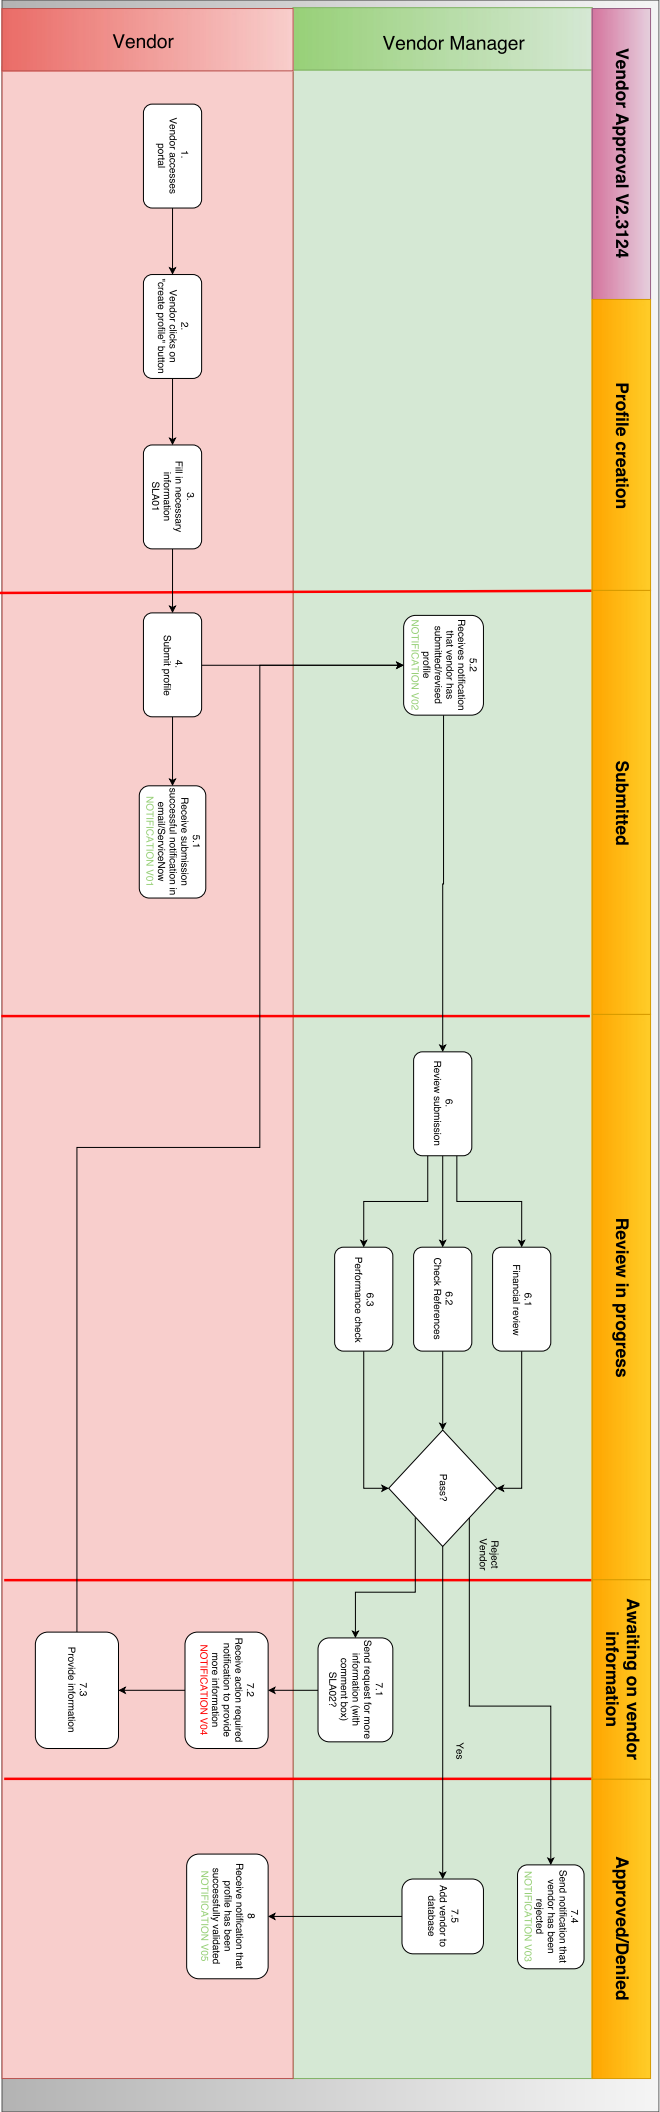 Vendor Approval V2.3124
Profile creation
Submitted
Review in progress
Awaiting on vendor
information
Approved/Denied
Vendor Manager
5.2
Receives notification
that vendor has
submitted/revised
profile
NOTIFICATION V02
6.
Review submission
6.1
Financial review
6.2
Check References
6.3
Performance check
Pass?
Reject
Vendor
Yes
7.1
Send request for more
information (with
comment box)
SLA02?
7.4
Send notification that
vendor has been
rejected
NOTIFICATION V03
7.5
Add vendor to
database
Vendor
1.
Vendor accesses
portal
2.
Vendor clicks on
"create profile" button
3.
Fill in necessary
information
SLA01
4.
Submit profile
5.1
Receive submission
successful notification in
email/ServiceNow
NOTIFICATION V01
7.2
Receive action required
notification to provide
more information
NOTIFICATION V04
7.3
Provide information
8
Receive notification that
profile has been
successfully validated
NOTIFICATION V05